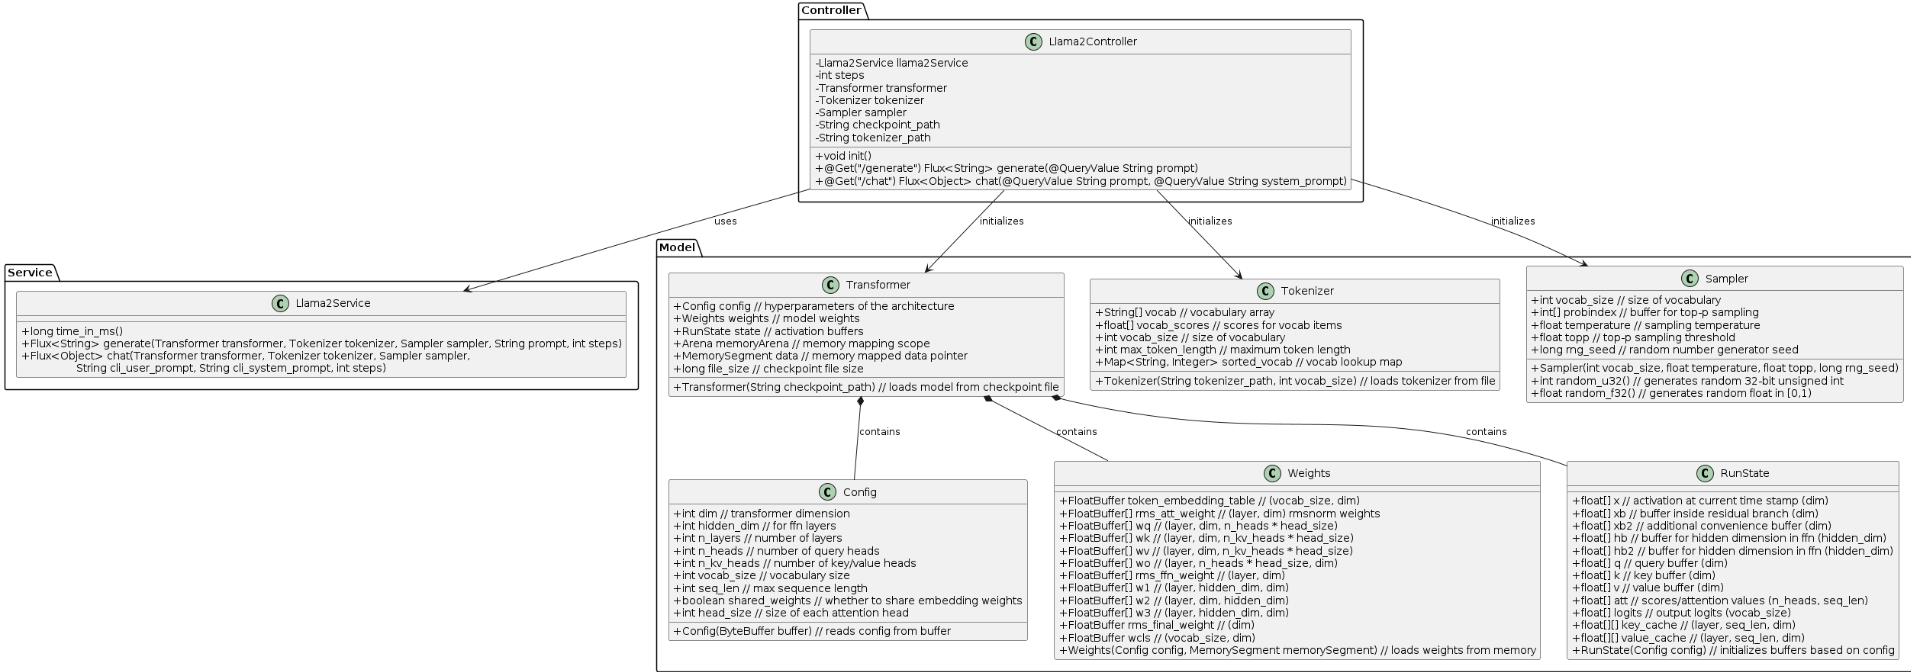 Controller
C Llama2Controller
-Llama2Service llama2Service
-int steps
-Transformer transformer
-Tokenizer tokenizer
-Sampler sampler
-String checkpoint_path
-String tokenizer_path
+void init()
+@Get("/generate") Flux<String> generate(@QueryValue String prompt)
+@Get("/chat") Flux<Object> chat(@QueryValue String prompt, @QueryValue String system_prompt)
uses
initializes
initializes
initializes
Service
C Llama2Service
+long time_in_ms()
+Flux<String> generate(Transformer transformer, Tokenizer tokenizer, Sampler sampler, String prompt, int steps)
+Flux<Object> chat(Transformer transformer, Tokenizer tokenizer, Sampler sampler,
String cli_user_prompt, String cli_system_prompt, int steps)
Model
C Transformer
+Config config // hyperparameters of the architecture
+Weights weights // model weights
+RunState state // activation buffers
+Arena memoryArena // memory mapping scope
+MemorySegment data // memory mapped data pointer
+long file_size // checkpoint file size
+Transformer(String checkpoint_path) // loads model from checkpoint file
C Tokenizer
+String[] vocab // vocabulary array
+float[] vocab_scores // scores for vocab items
+int vocab_size // size of vocabulary
+int max_token_length // maximum token length
+Map<String, Integer> sorted_vocab // vocab lookup map
+Tokenizer(String tokenizer_path, int vocab_size) // loads tokenizer from file
C Sampler
+int vocab_size // size of vocabulary
+int[] probindex // buffer for top-p sampling
+float temperature // sampling temperature
+float topp // top-p sampling threshold
+long rng_seed // random number generator seed
+Sampler(int vocab_size, float temperature, float topp, long rng_seed)
+int random_u32() // generates random 32-bit unsigned int
+float random_f32() // generates random float in [0,1)
contains
contains
contains
C Config
+int dim // transformer dimension
+int hidden_dim // for ffn layers
+int n_layers // number of layers
+int n_heads // number of query heads
+int n_kv_heads // number of key/value heads
+int vocab_size // vocabulary size
+int seq_len // max sequence length
+boolean shared_weights // whether to share embedding weights
+int head_size // size of each attention head
+Config(ByteBuffer buffer) // reads config from buffer
C Weights
+FloatBuffer token_embedding_table // (vocab_size, dim)
+FloatBuffer[] rms_att_weight // (layer, dim) rmsnorm weights
+FloatBuffer[] wq // (layer, dim, n_heads * head_size)
+FloatBuffer[] wk // (layer, dim, n_kv_heads * head_size)
+FloatBuffer[] wv // (layer, dim, n_kv_heads * head_size)
+FloatBuffer[] wo // (layer, n_heads * head_size, dim)
+FloatBuffer[] rms_ffn_weight // (layer, dim)
+FloatBuffer[] w1 // (layer, hidden_dim, dim)
+FloatBuffer[] w2 // (layer, dim, hidden_dim)
+FloatBuffer[] w3 // (layer, hidden_dim, dim)
+FloatBuffer rms_final_weight // (dim)
+FloatBuffer wcls // (vocab_size, dim)
+Weights(Config config, MemorySegment memorySegment) // loads weights from memory
C RunState
+float[] x // activation at current time stamp (dim)
+float[] xb // buffer inside residual branch (dim)
+float[] xb2 // additional convenience buffer (dim)
+float[] hb // buffer for hidden dimension in ffn (hidden_dim)
+float[] hb2 // buffer for hidden dimension in ffn (hidden_dim)
+float[] q // query buffer (dim)
+float[] k // key buffer (dim)
+float[] v // value buffer (dim)
+float[] att // scores/attention values (n_heads, seq_len)
+float[] logits // output logits (vocab_size)
+float[][] key_cache // (layer, seq_len, dim)
+float[][] value_cache // (layer, seq_len, dim)
+RunState(Config config) // initializes buffers based on config